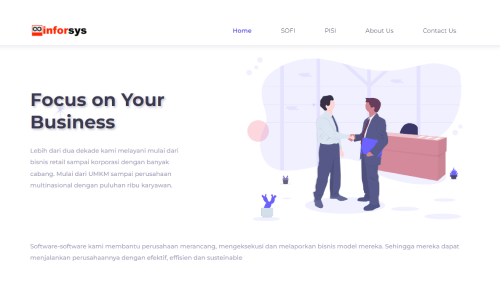 inforsys
Home SOFI PISI About Us Contact Us
Focus on Your
Business
Lebih dari dua dekade kami melayani mulai dari
bisnis retail sampai korporasi dengan banyak
cabang. Mulai dari UMKM sampai perusahaan
multinasional dengan puluhan ribu karyawan.
Software-software kami membantu perusahaan merancang, mengeksekusi dan melaporkan bisnis model mereka. Sehingga mereka dapat
menjalankan perusahaannya dengan efektif, effisien dan susteinable